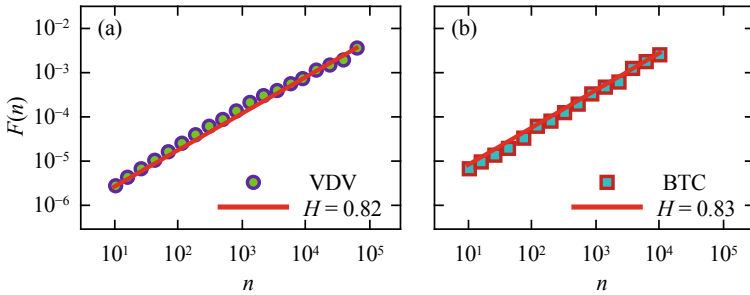 (a)
(b)
F(n)
10⁻²
10⁻³
10⁻⁴
10⁻⁵
10⁻⁶
VDV
H = 0.82
BTC
H = 0.83
10¹ 10² 10³ 10⁴ 10⁵
10¹ 10² 10³ 10⁴ 10⁵
n
n